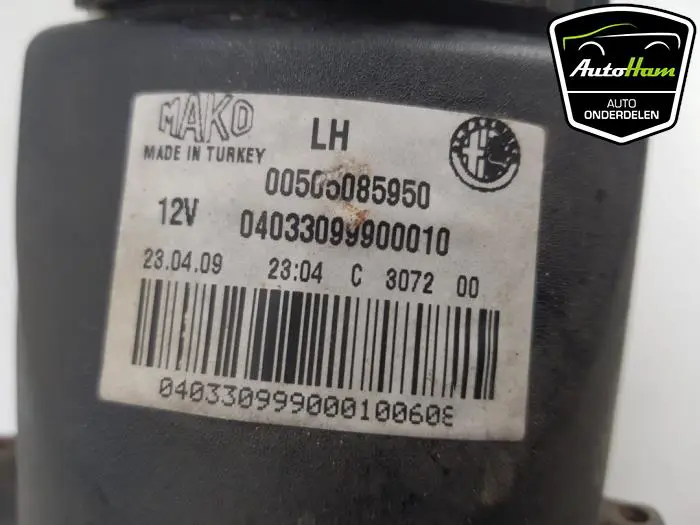 AutoHam
AUTO
ONDERDELEN
MAKO
LH
MADE IN TURKEY
00505085950
12V 04033099900010
23.04.09 23:04 C 3072 00
040330999000100608